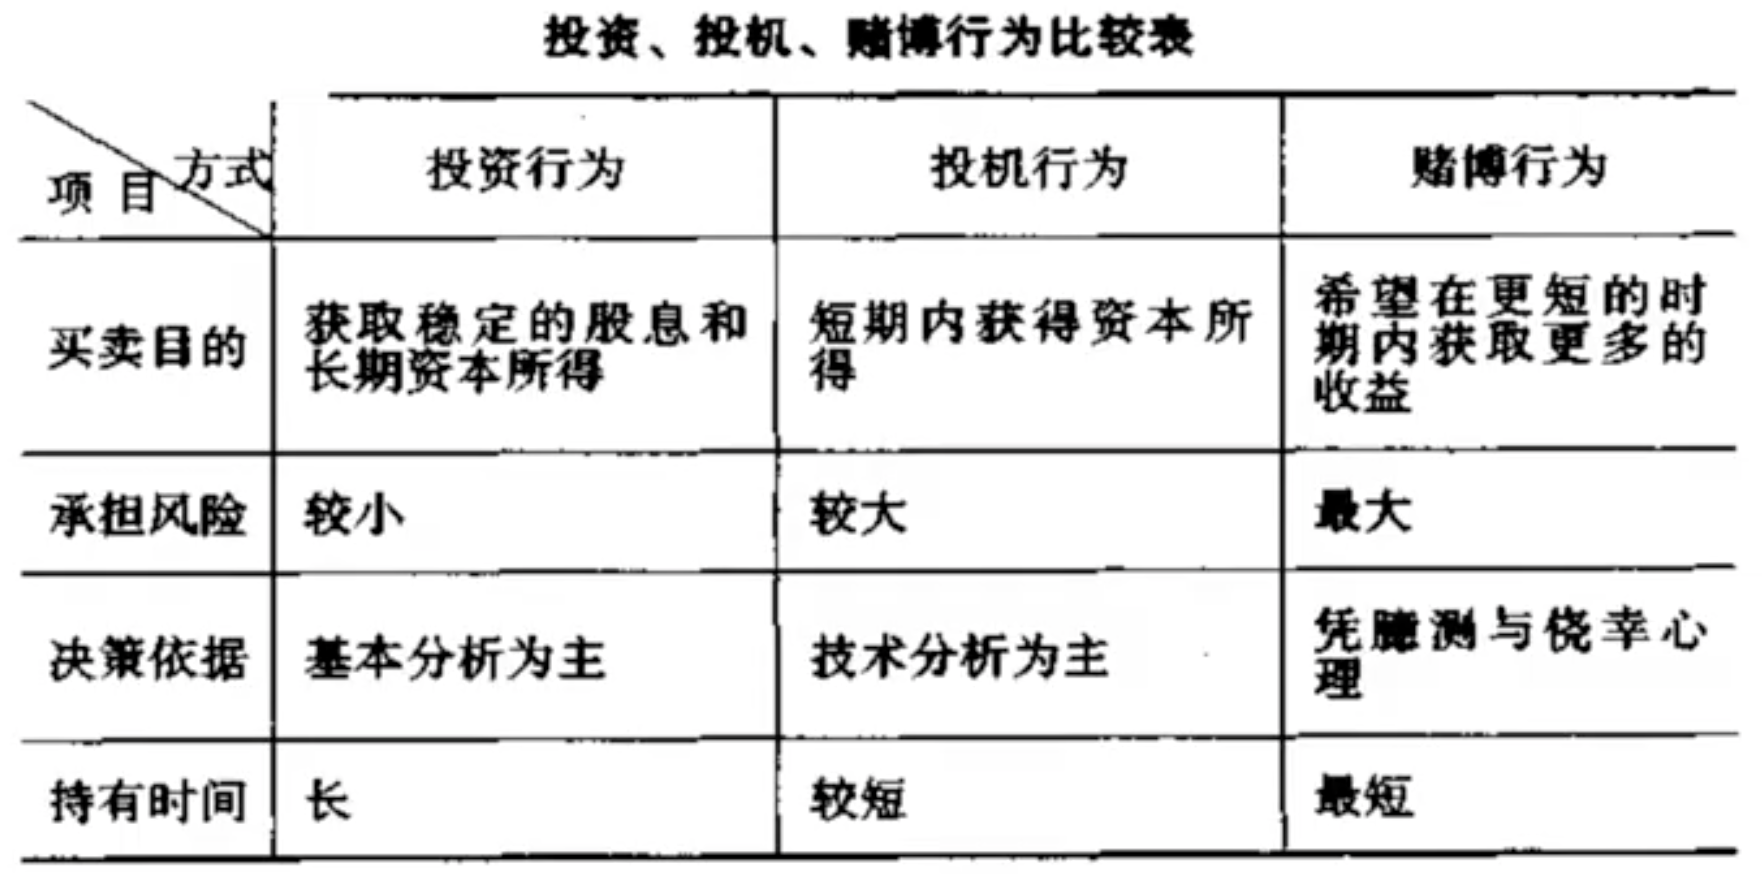 投资、投机、赌博行为比较表
方式
项目
投资行为
投机行为
赌博行为
买卖目的
获取稳定的股息和
长期资本所得
短期内获得资本所
得
希望在更短的时
期内获取更多的
收益
承担风险
较小
较大
最大
决策依据
基本分析为主
技术分析为主
凭臆测与侥幸心
理
持有时间
长
较短
最短